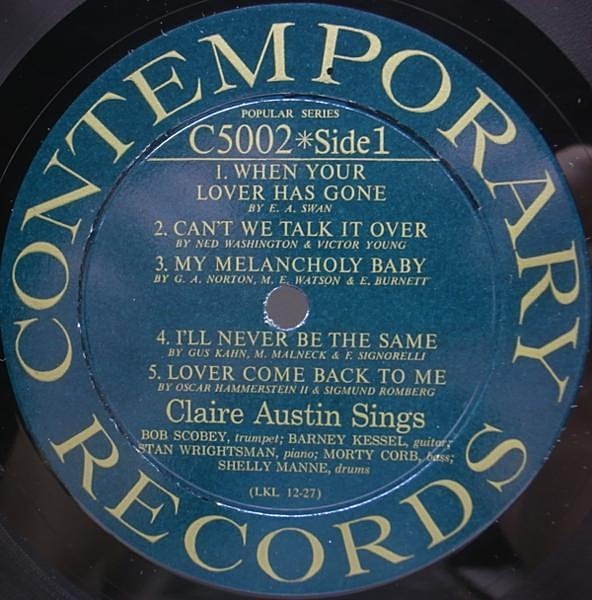 CONTEMPORARY
POPULAR SERIES
C5002*Side1
1. WHEN YOUR
LOVER HAS GONE
BY E. A. SWAN
2. CAN'T WE TALK IT OVER
BY NED WASHINGTON & VICTOR YOUNG
3. MY MELANCHOLY BABY
BY G. A. NORTON, M. E. WATSON & E. BURNETT
4. I'LL NEVER BE THE SAME
BY GUS KAHN, M. MALNECK & F. SIGNORELLI
5. LOVER COME BACK TO ME
BY OSCAR HAMMERSTEIN II & SIGMUND ROMBERG
Claire Austin Sings
BOB SCOBEY, trumpet; BARNEY KESSEL, guitar;
STAN WRIGHTSMAN, piano; MORTY CORB, bass;
SHELLY MANNE, drums
(LKL 12-27)
RECORDS